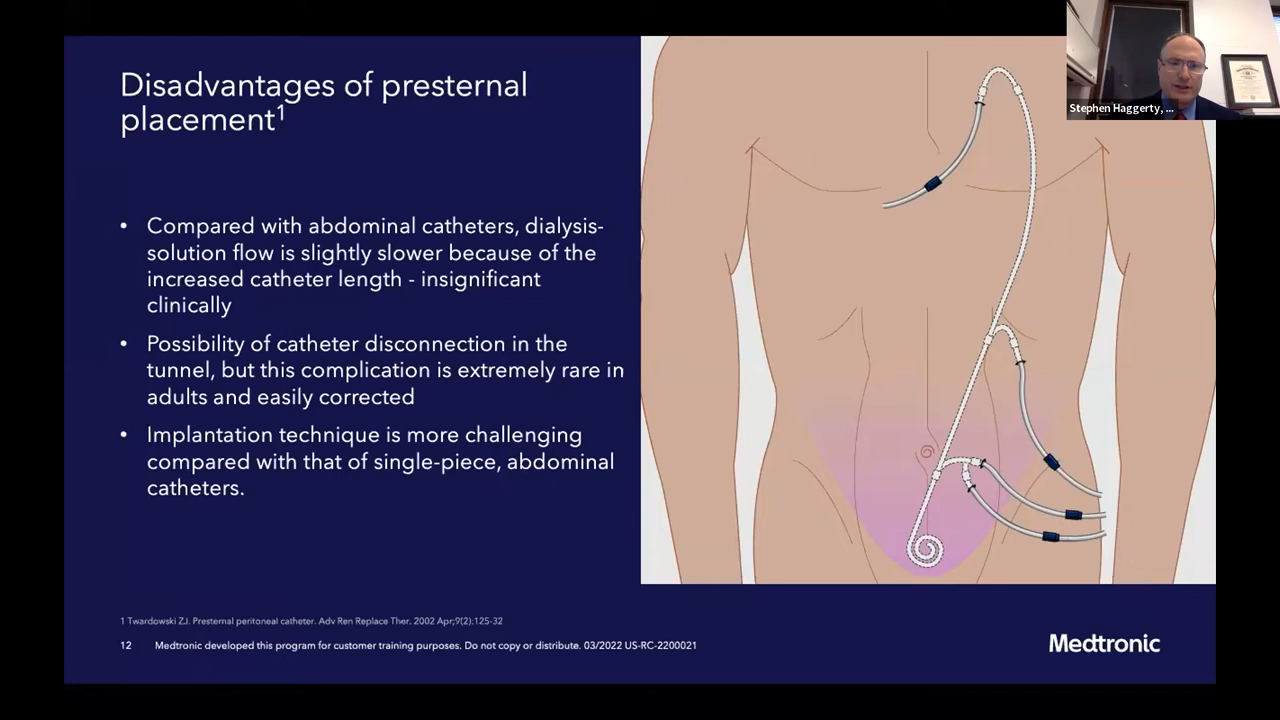 Disadvantages of presternal
placement1
• Compared with abdominal catheters, dialysis-
solution flow is slightly slower because of the
increased catheter length - insignificant
clinically
• Possibility of catheter disconnection in the
tunnel, but this complication is extremely rare in
adults and easily corrected
• Implantation technique is more challenging
compared with that of single-piece, abdominal
catheters.
Stephen Haggerty, ...
1 Twardowski Z.J. Presternal peritoneal catheter. Adv Ren Replace Ther. 2002 Apr;9(2):125-32
12 Medtronic developed this program for customer training purposes. Do not copy or distribute. 03/2022 US-RC-2200021
Medtronic